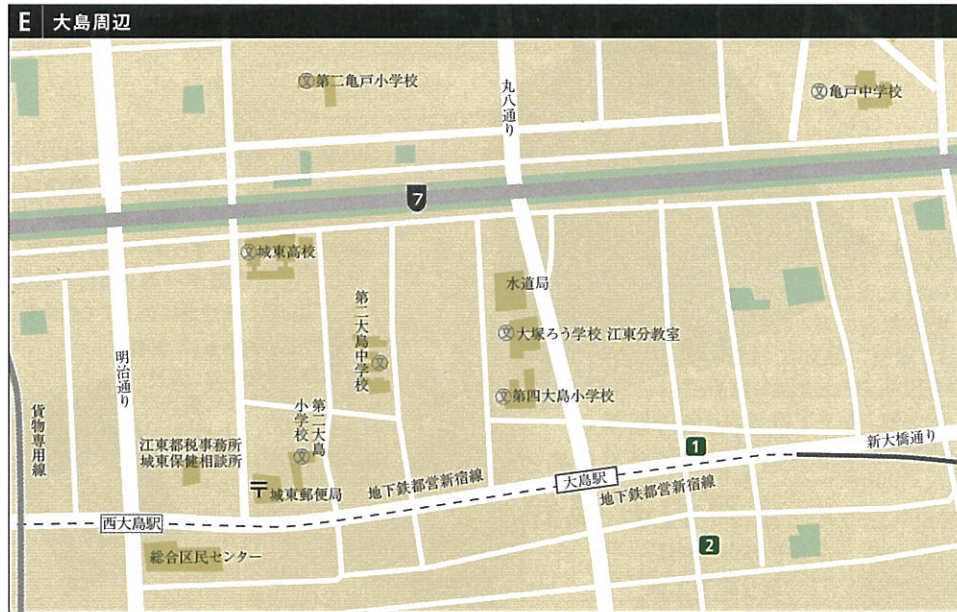 E 大島周辺
第二亀戸小学校
丸八通り
亀戸中学校
7
城東高校
水道局
第二大島中学校
大塚ろう学校 江東分教室
明治通り
第四大島小学校
貨物専用線
第二大島
小学校
江東都税事務所
城東保健相談所
1
新大橋通り
城東郵便局
地下鉄都営新宿線
大島駅
地下鉄都営新宿線
西大島駅
総合区民センター
2